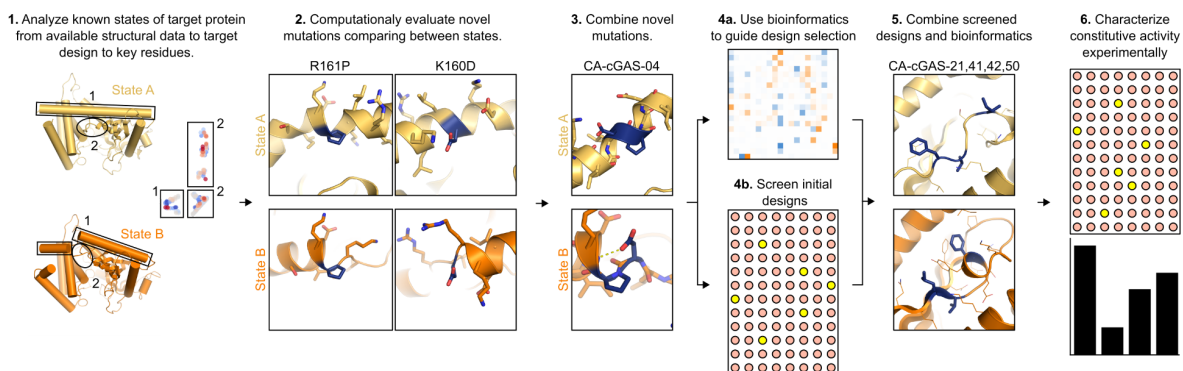 1. Analyze known states of target protein
from available structural data to target
design to key residues.
State A
1
2
2
1
2
1
State B
2
2. Computationaly evaluate novel
mutations comparing between states.
R161P
K160D
State A
State B
3. Combine novel
mutations.
CA-cGAS-04
State A
State B
4a. Use bioinformatics
to guide design selection
4b. Screen initial
designs
5. Combine screened
designs and bioinformatics
CA-cGAS-21,41,42,50
6. Characterize
constitutive activity
experimentally